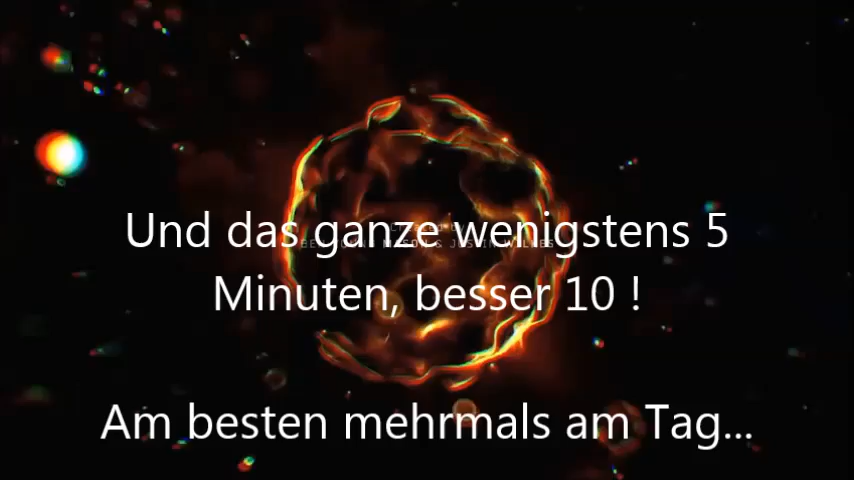 Und das ganze wenigstens 5
Minuten, besser 10 !
Am besten mehrmals am Tag...